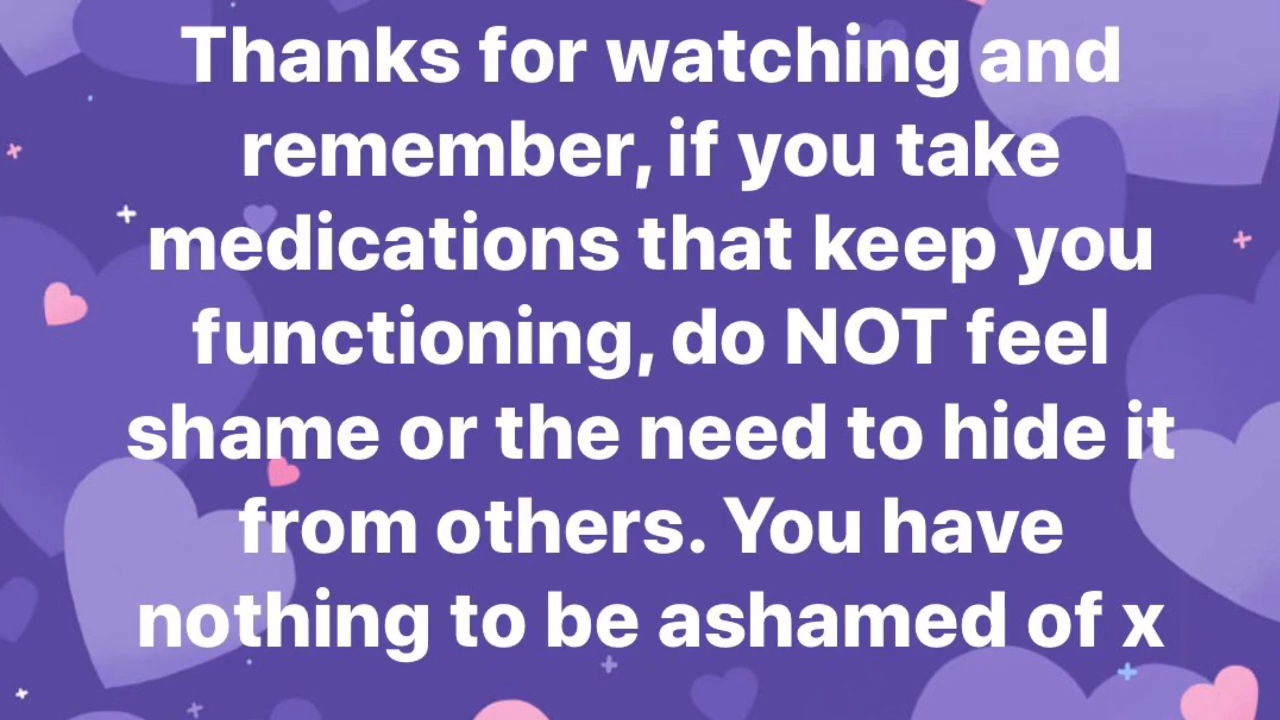 Thanks for watching and
remember, if you take
medications that keep you
functioning, do NOT feel
shame or the need to hide it
from others. You have
nothing to be ashamed of x